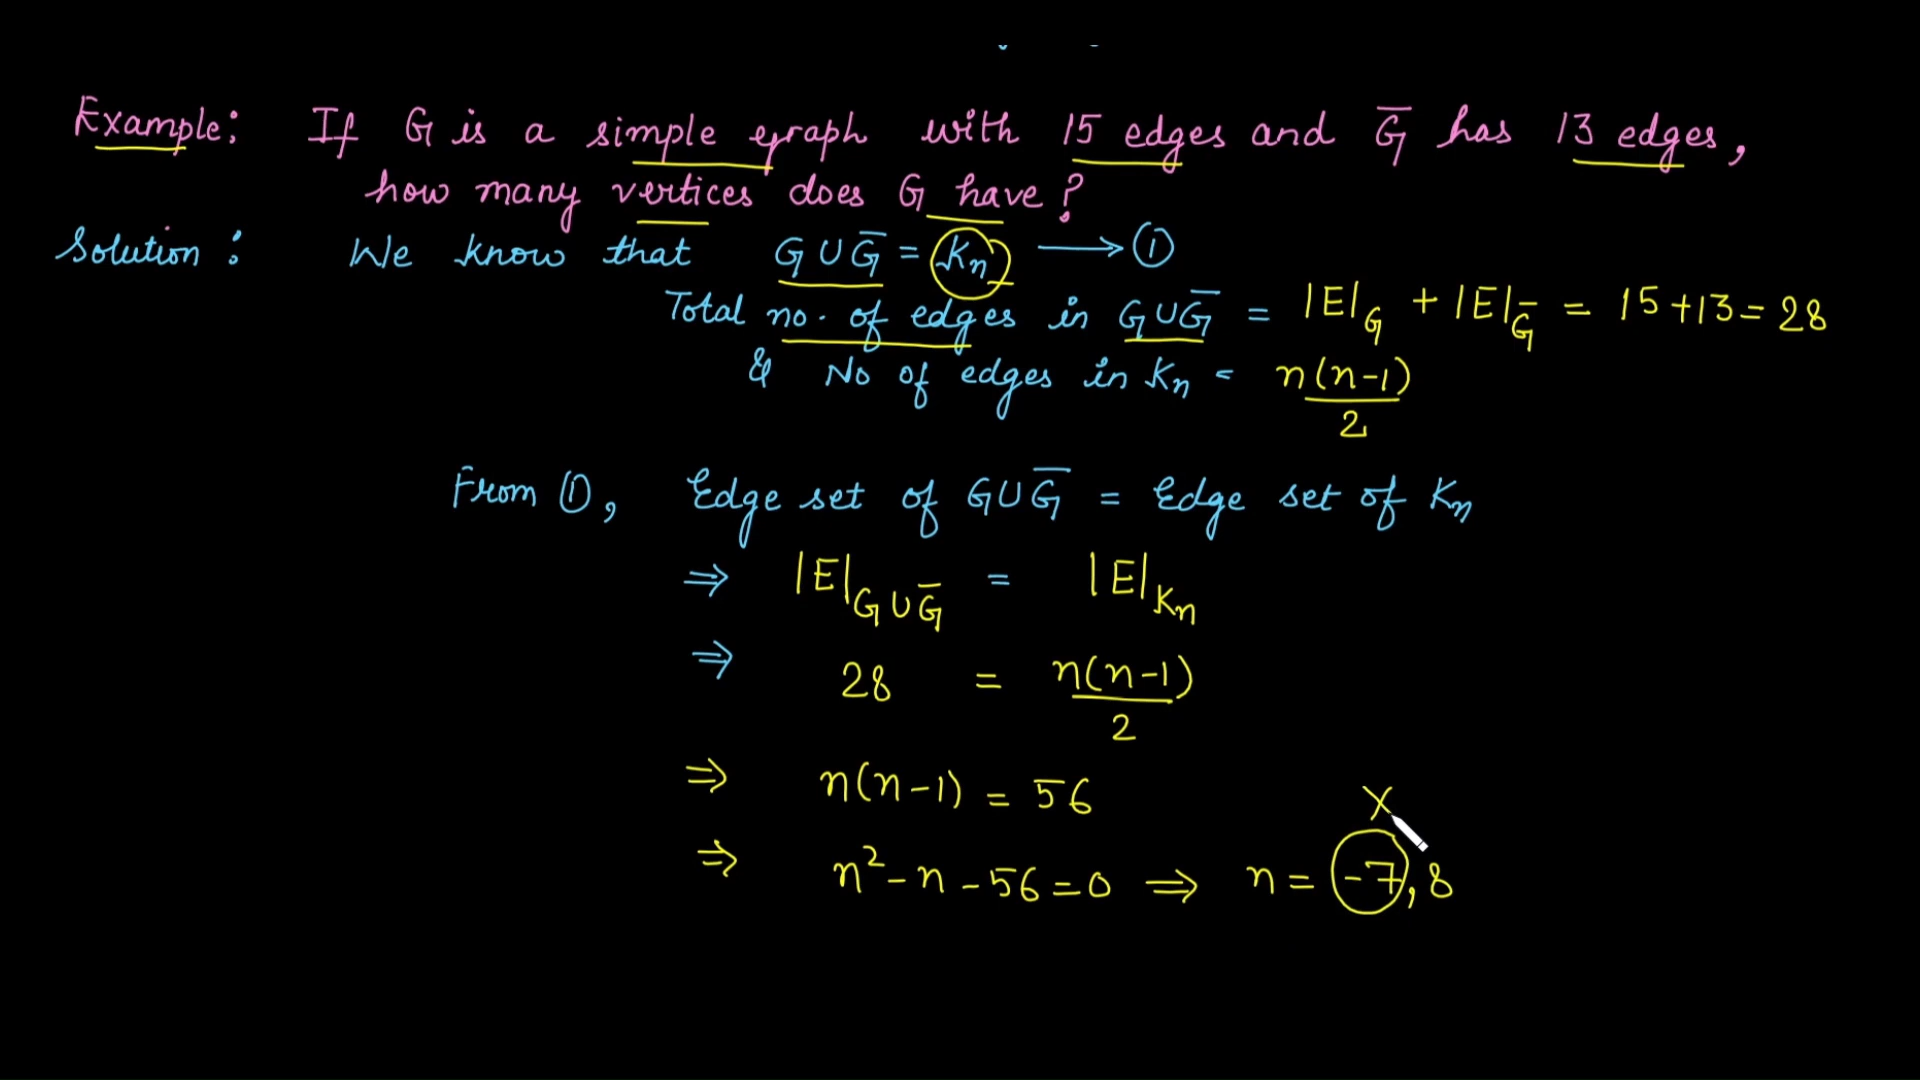 Example: If G is a simple graph with 15 edges and G̅ has 13 edges,
how many vertices does G have?
Solution: We know that G∪G̅ = Kn ⟶ ①
Total no. of edges in G∪G̅ = |E|G + |E|G̅ = 15+13=28
& No of edges in Kn = n(n-1)/2
From ①, Edge set of G∪G̅ = Edge set of Kn
⇒ |E|G∪G̅ = |E|Kn
⇒ 28 = n(n-1)/2
⇒ n(n-1) = 56
X
⇒ n²-n-56=0 ⇒ n = -7, 8